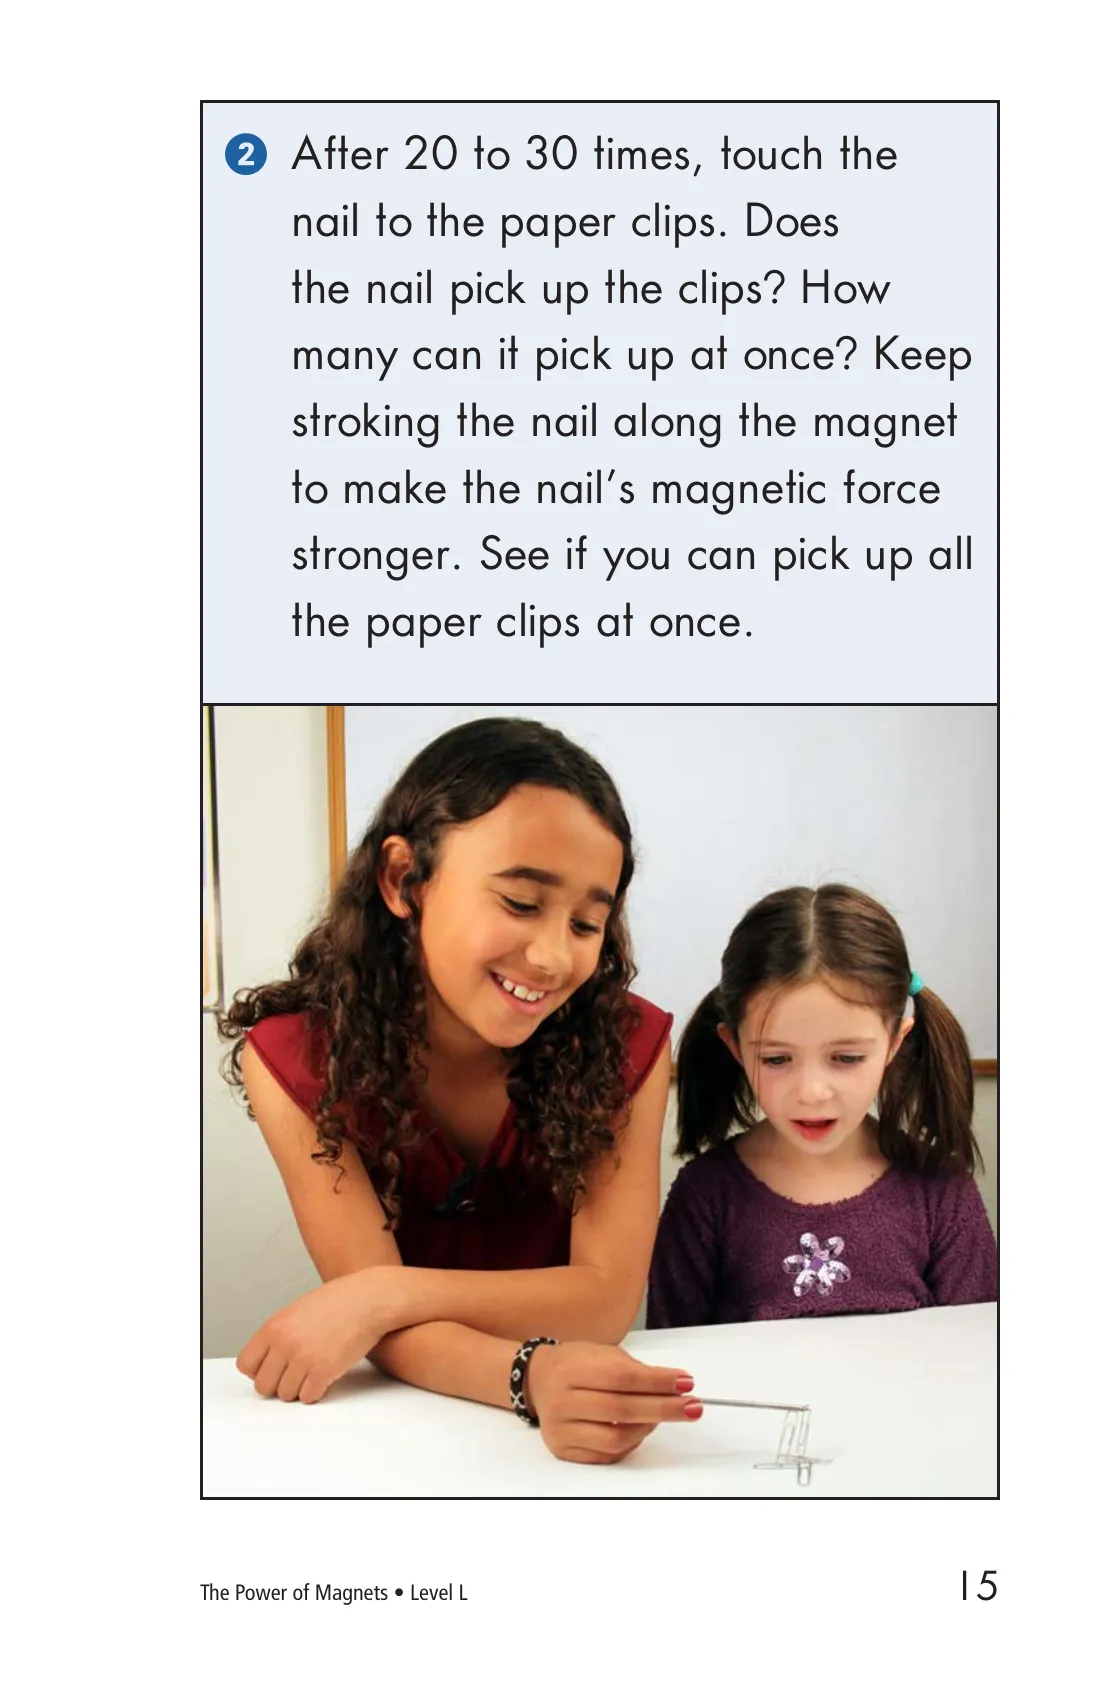 2 After 20 to 30 times, touch the
nail to the paper clips. Does
the nail pick up the clips? How
many can it pick up at once? Keep
stroking the nail along the magnet
to make the nail’s magnetic force
stronger. See if you can pick up all
the paper clips at once.
The Power of Magnets • Level L 15